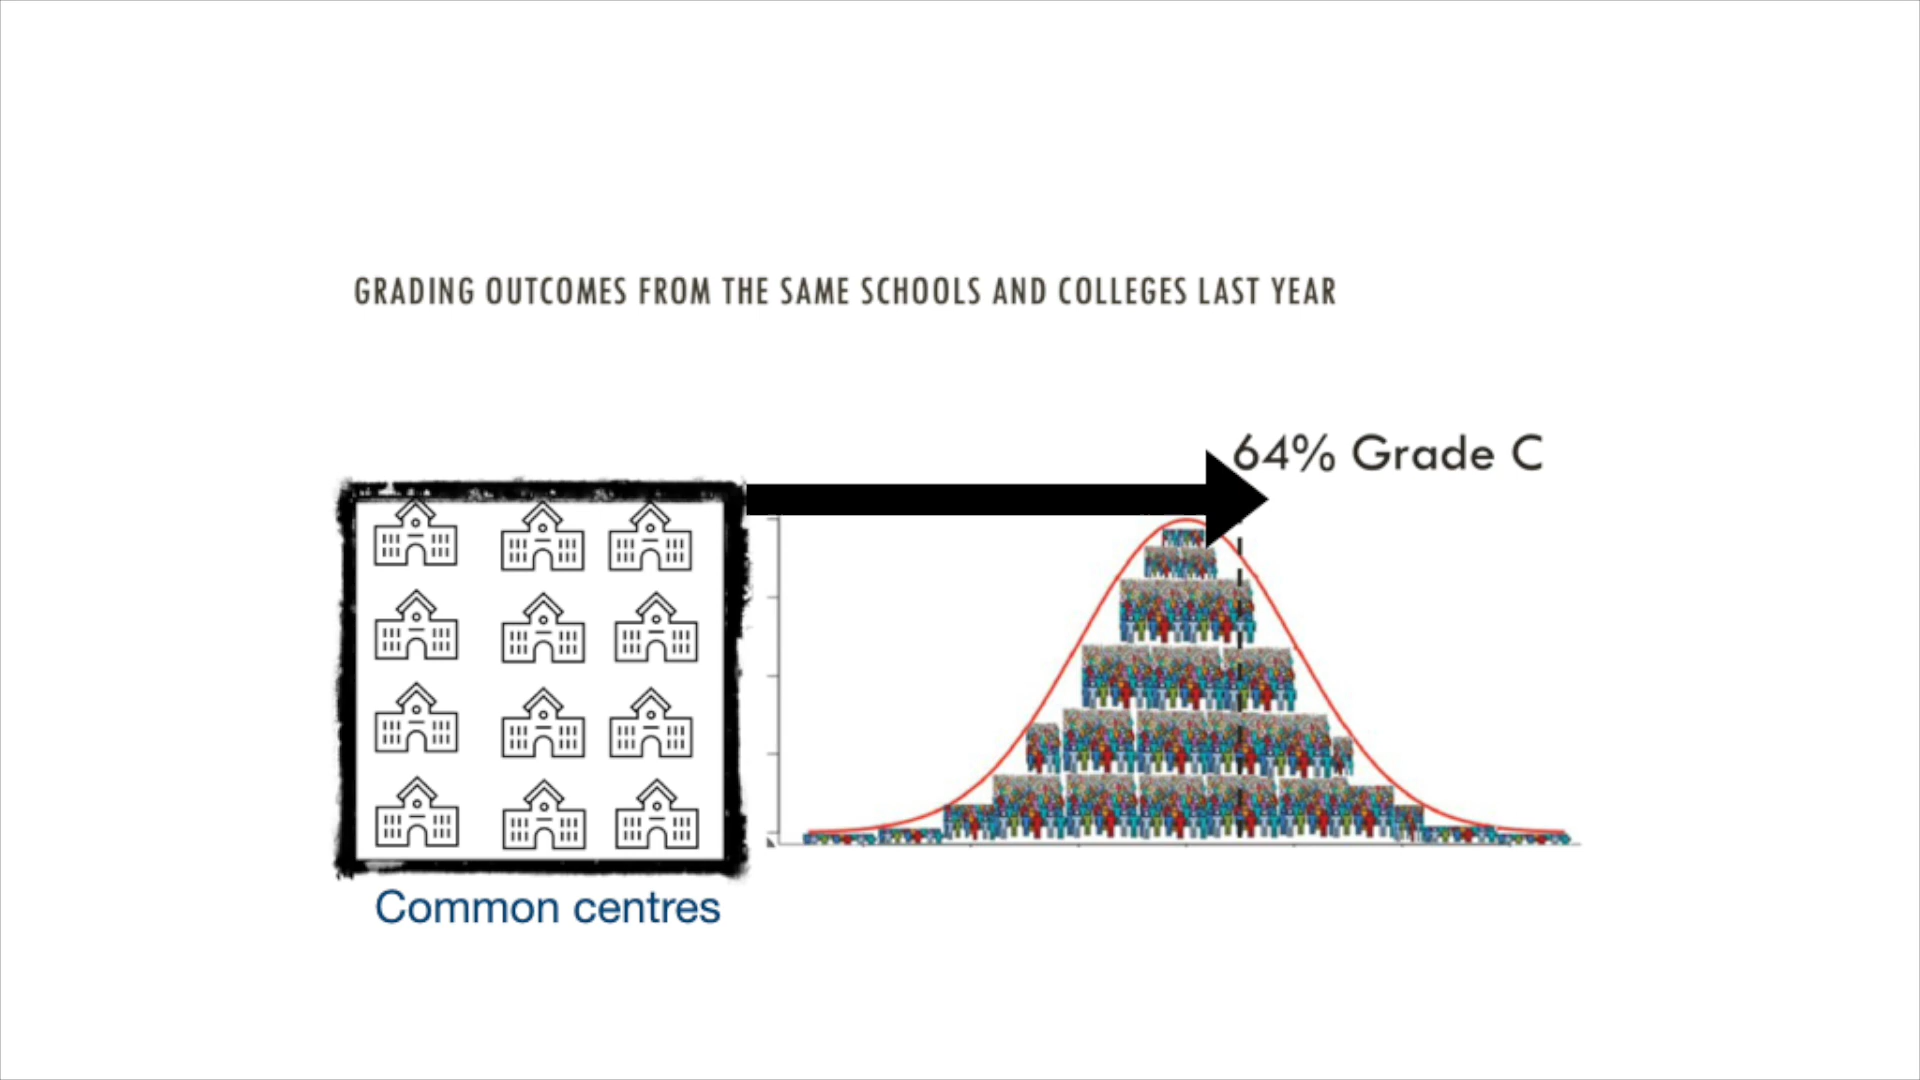 GRADING OUTCOMES FROM THE SAME SCHOOLS AND COLLEGES LAST YEAR
64% Grade C
Common centres